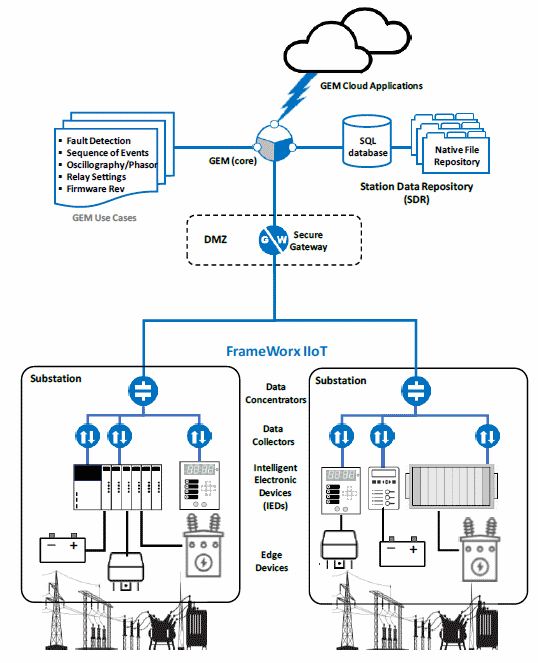 GEM Cloud Applications
Fault Detection
Sequence of Events
Oscillography/Phasor
Relay Settings
Firmware Rev
GEM Use Cases
GEM (core)
SQL
database
Native File
Repository
Station Data Repository
(SDR)
DMZ
G W
Secure
Gateway
FrameWorx IIoT
Substation
Substation
Data
Concentrators
Data
Collectors
Intelligent
Electronic
Devices
(IEDs)
Edge
Devices